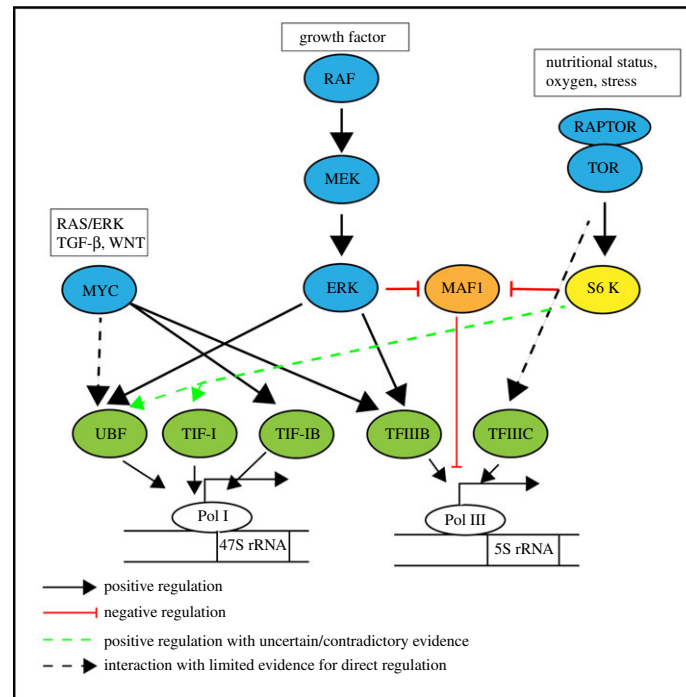 growth factor
RAF
nutritional status,
oxygen, stress
RAPTOR
TOR
MEK
RAS/ERK
TGF-β, WNT
MYC
ERK
MAF1
S6 K
UBF
TIF-I
TIF-IB
TFIIIB
TFIIIC
Pol I
Pol III
47S rRNA
5S rRNA
positive regulation
negative regulation
positive regulation with uncertain/contradictory evidence
interaction with limited evidence for direct regulation